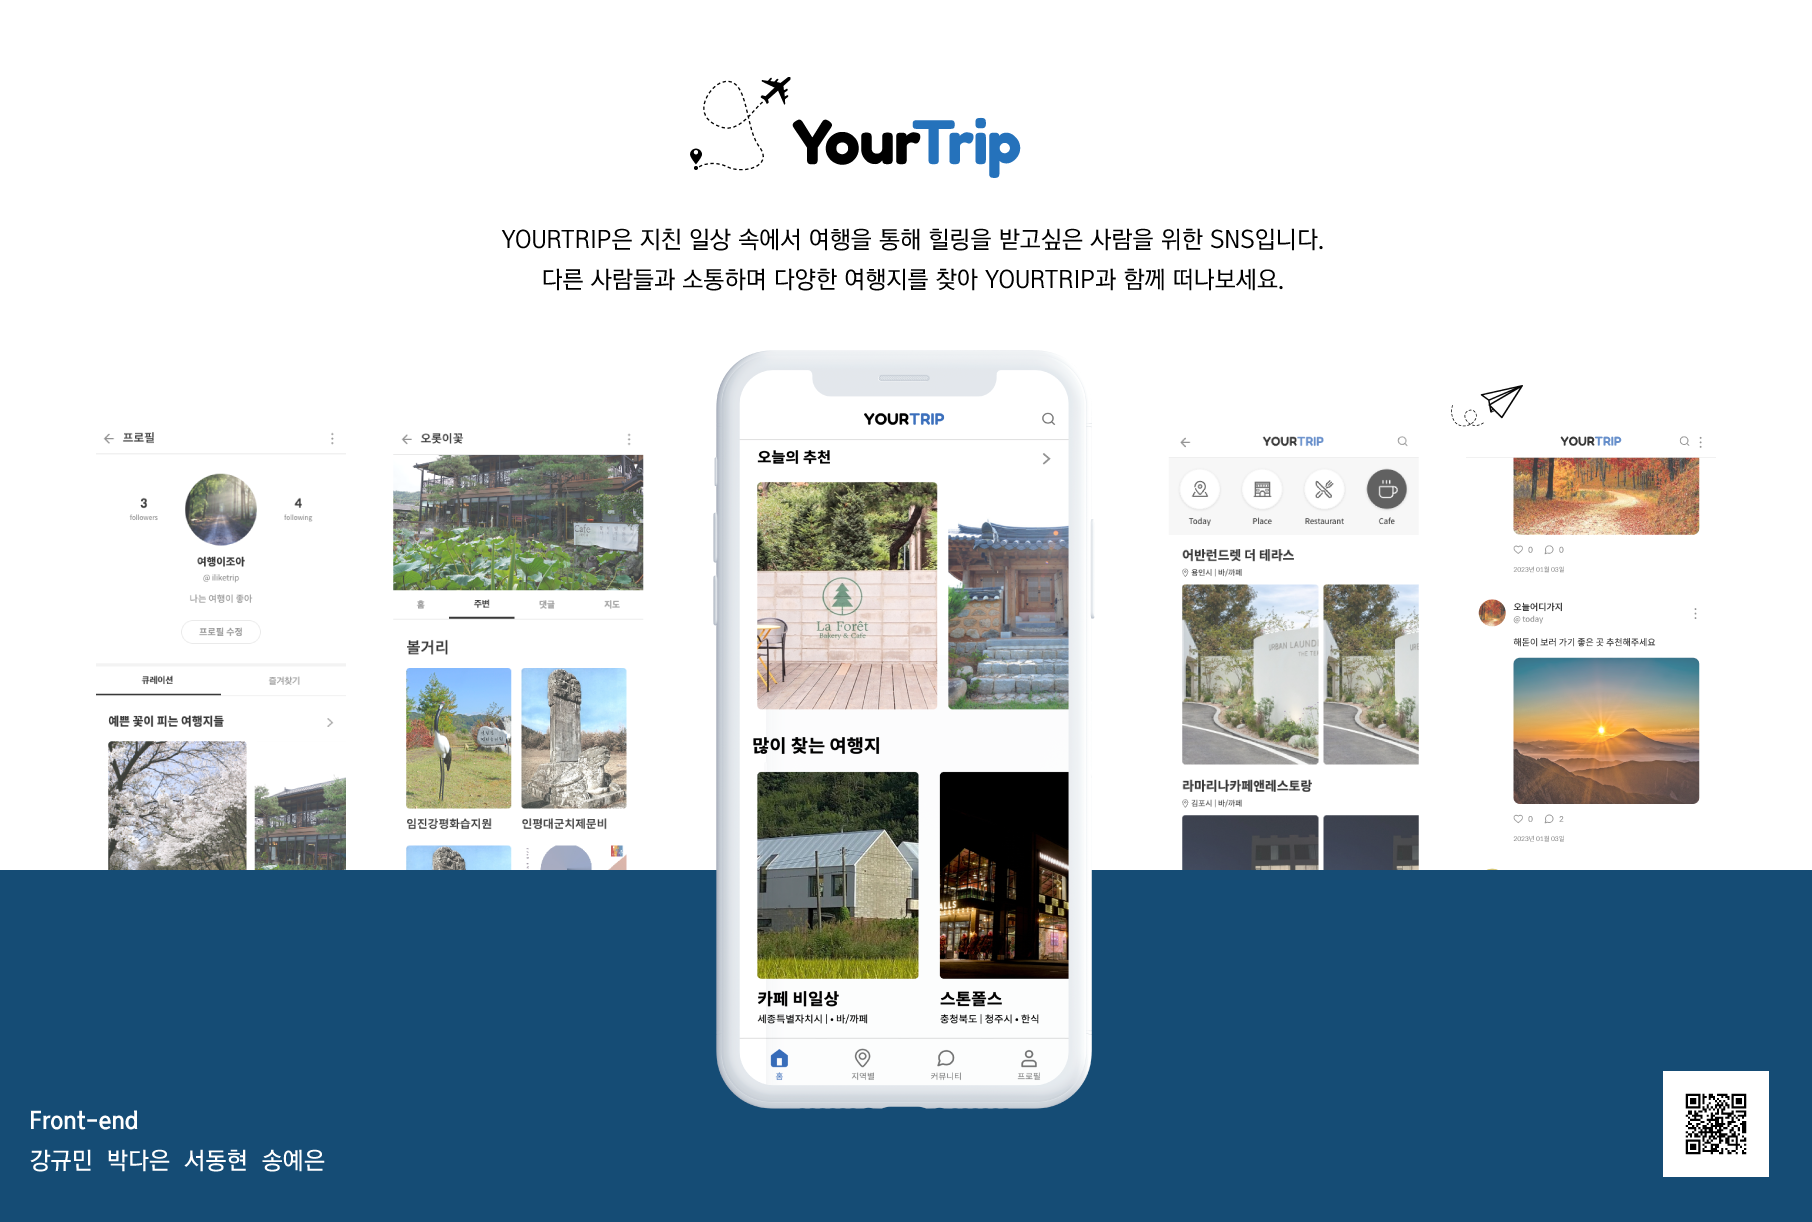 YourTrip
YOURTRIP은 지친 일상 속에서 여행을 통해 힐링을 받고싶은 사람을 위한 SNS입니다.
다른 사람들과 소통하며 다양한 여행지를 찾아 YOURTRIP과 함께 떠나보세요.
프로필
3
followers
4
following
여행이조아
@ iliketrip
나는 여행이 좋아
프로필 수정
큐레이션 즐겨찾기
예쁜 꽃이 피는 여행지들
오롯이꽃
Cafe
홈 주변 댓글 지도
볼거리
임진강평화습지원 인평대군치제문비
YOURTRIP
오늘의 추천
La Forêt
Bakery & Cafe
많이 찾는 여행지
카페 비일상
세종특별자치시 | • 바/까페
스톤폴스
충청북도 | 청주시 • 한식
홈 지역별 커뮤니티 프로필
YOURTRIP
Today Place Restaurant Cafe
어반런드렛 더 테라스
용인시 | 바/까페
URBAN LAUND
THE TE
라마리나카페앤레스토랑
김포시 | 바/까페
YOURTRIP
0 0
2023년 01월 03일
오늘어디가지
@ today
해돋이 보러 가기 좋은 곳 추천해주세요
0 2
2023년 01월 03일
Front-end
강규민 박다은 서동현 송예은